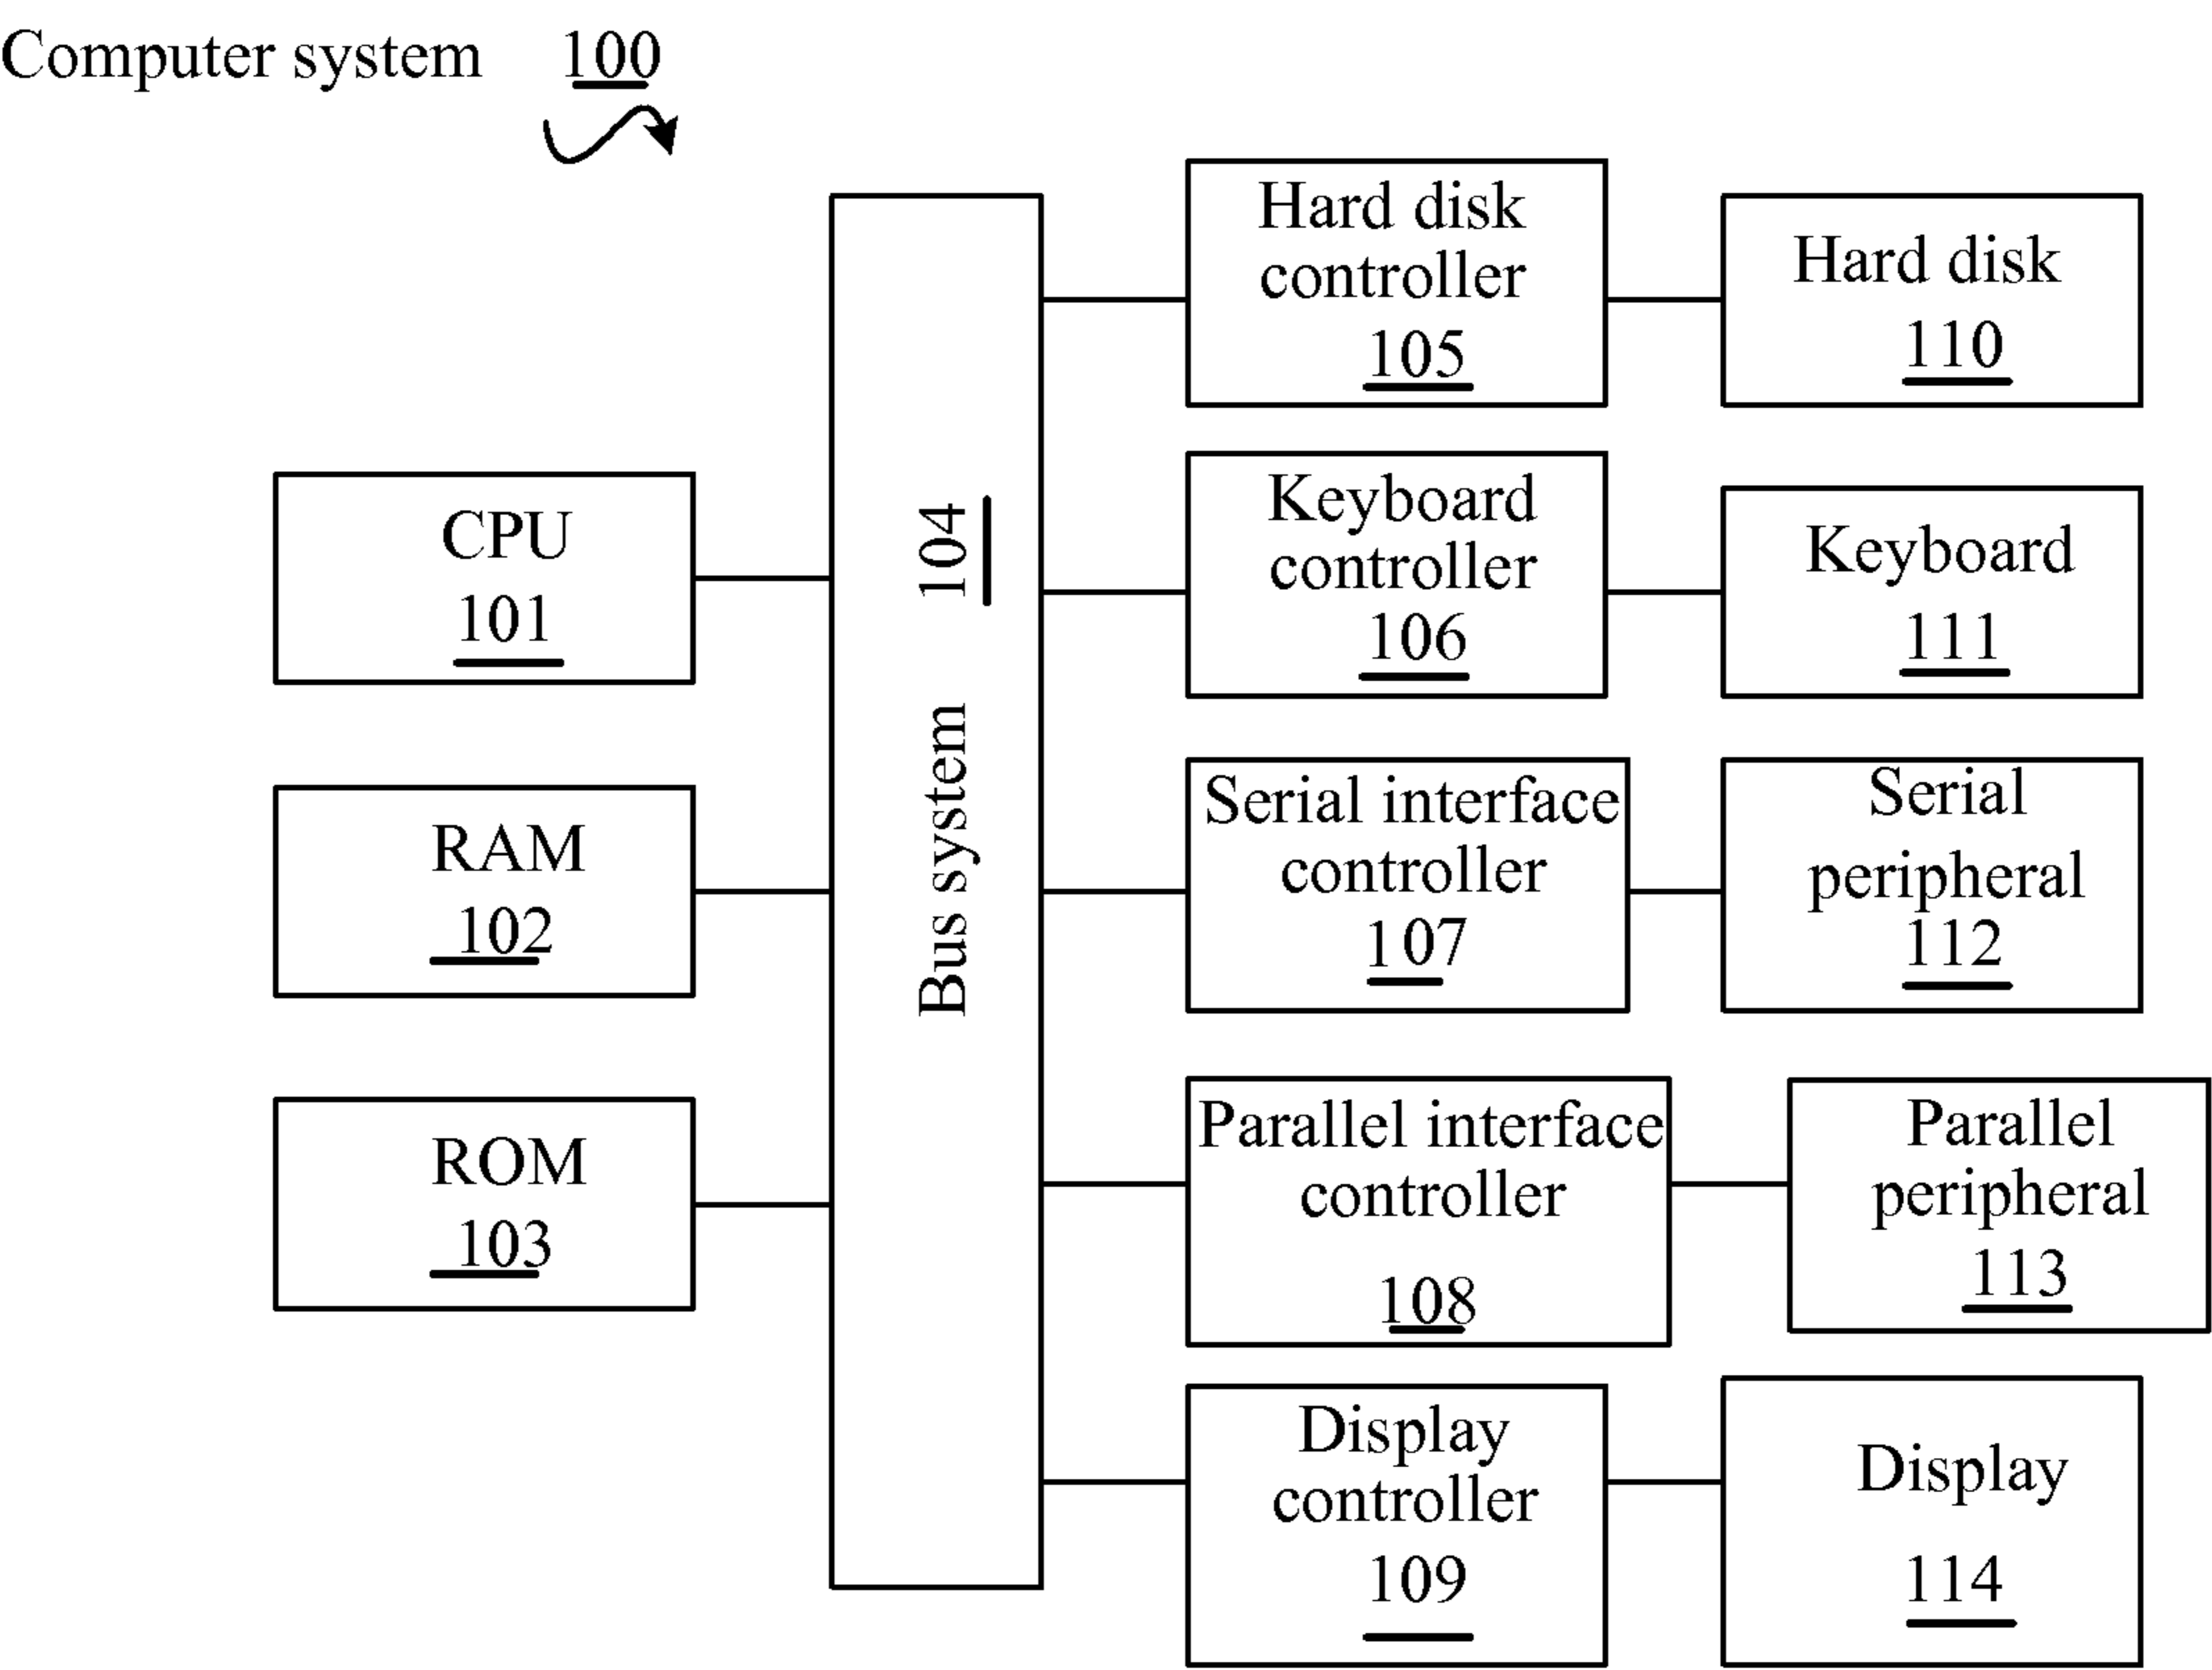 Computer system 100
CPU
101
RAM
102
ROM
103
Bus system 104
Hard disk
controller
105
Hard disk
110
Keyboard
controller
106
Keyboard
111
Serial interface
controller
107
Serial
peripheral
112
Parallel interface
controller
108
Parallel
peripheral
113
Display
controller
109
Display
114